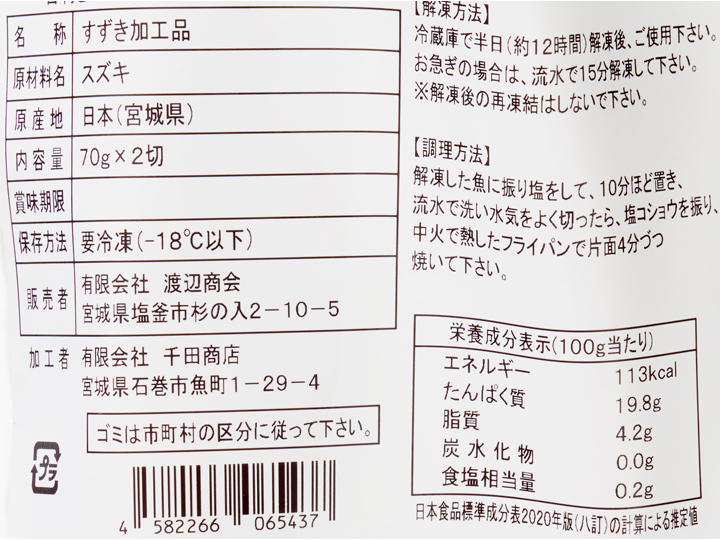 名　称 すずき加工品
原材料名 スズキ
原産地 日本(宮城県)
内容量 70g×2切
賞味期限
保存方法 要冷凍(-18℃以下)
販売者 有限会社 渡辺商会
宮城県塩釜市杉の入2-10-5
加工者 有限会社 千田商店
宮城県石巻市魚町1-29-4
ゴミは市町村の区分に従って下さい。
プラ
4 582266 065437
【解凍方法】
冷蔵庫で半日(約12時間)解凍後、ご使用下さい。
お急ぎの場合は、流水で15分解凍して下さい。
※解凍後の再凍結はしないで下さい。
【調理方法】
解凍した魚に振り塩をして、10分ほど置き、
流水で洗い水気をよく切ったら、塩コショウを振り、
中火で熱したフライパンで片面4分づつ
焼いて下さい。
栄養成分表示(100g当たり)
エネルギー 113kcal
たんぱく質 19.8g
脂質 4.2g
炭水化物 0.0g
食塩相当量 0.2g
日本食品標準成分表2020年版(八訂)の計算による推定値